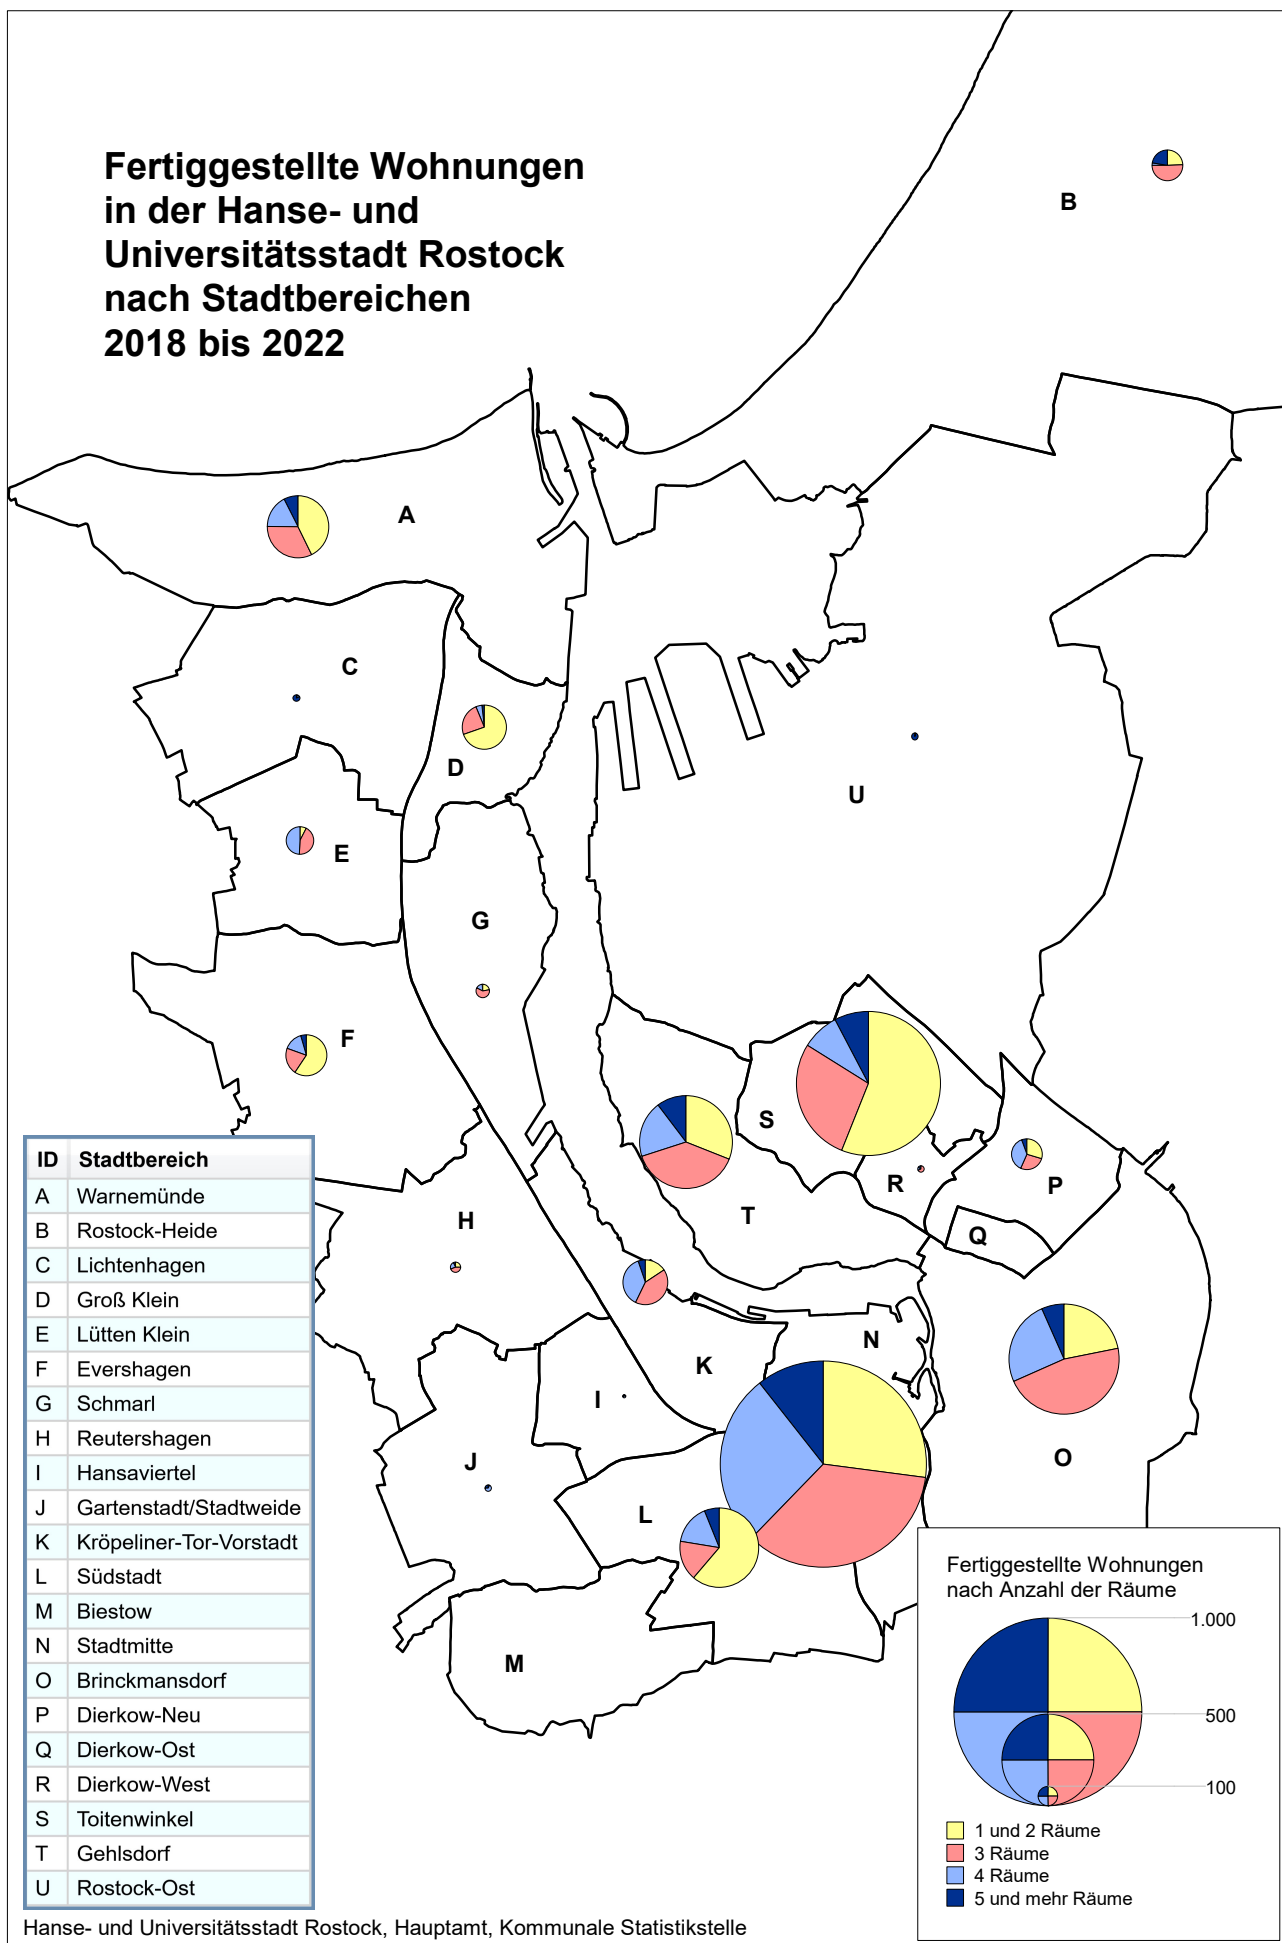 Fertiggestellte Wohnungen
in der Hanse- und
Universitätsstadt Rostock
nach Stadtbereichen
2018 bis 2022
B
A
C
D
U
E
G
F
S
R
P
T
H
Q
N
K
I
J
O
L
M
ID Stadtbereich
A Warnemünde
B Rostock-Heide
C Lichtenhagen
D Groß Klein
E Lütten Klein
F Evershagen
G Schmarl
H Reutershagen
I Hansaviertel
J Gartenstadt/Stadtweide
K Kröpeliner-Tor-Vorstadt
L Südstadt
M Biestow
N Stadtmitte
O Brinckmansdorf
P Dierkow-Neu
Q Dierkow-Ost
R Dierkow-West
S Toitenwinkel
T Gehlsdorf
U Rostock-Ost
Fertiggestellte Wohnungen
nach Anzahl der Räume
1.000
500
100
1 und 2 Räume
3 Räume
4 Räume
5 und mehr Räume
Hanse- und Universitätsstadt Rostock, Hauptamt, Kommunale Statistikstelle